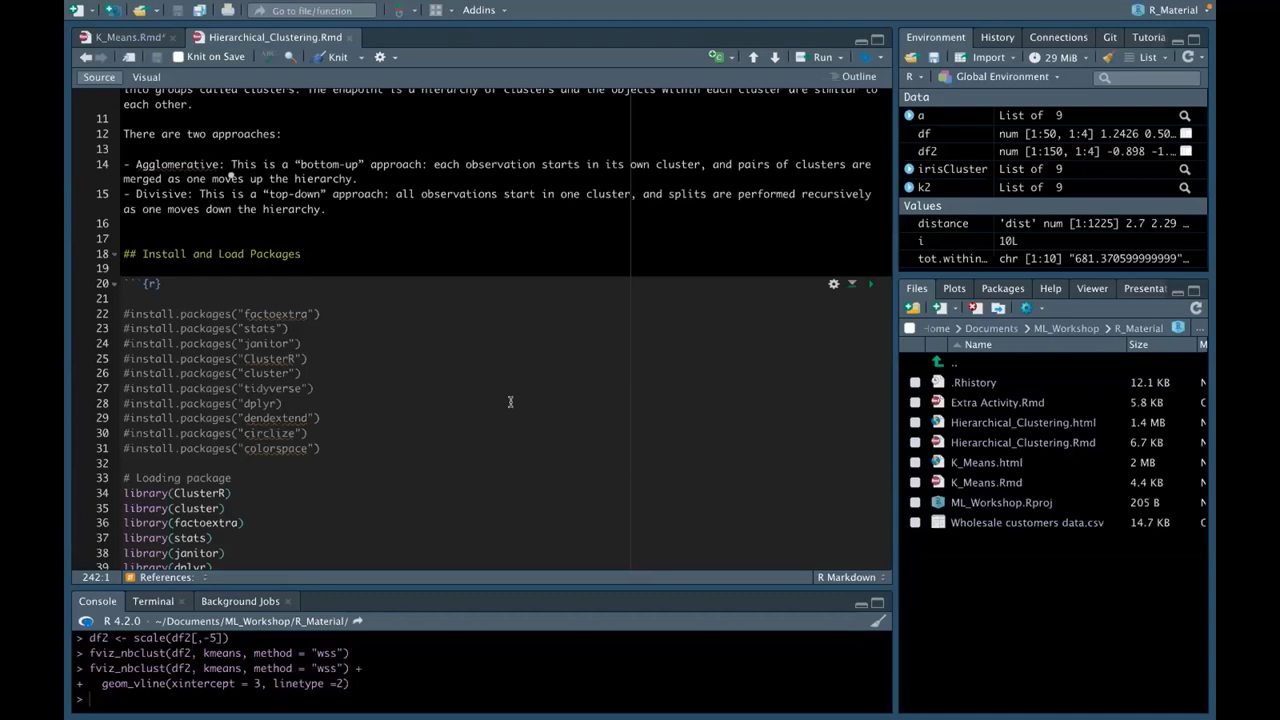 Go to file/function
Addins
R_Material
K_Means.Rmd*
Hierarchical_Clustering.Rmd
Knit on Save
Knit
Run
Source
Visual
Outline
into groups called clusters. The endpoint is a hierarchy of clusters and the objects within each cluster are similar to
each other.
11
12 There are two approaches:
13
14 - Agglomerative: This is a “bottom-up” approach: each observation starts in its own cluster, and pairs of clusters are
merged as one moves up the hierarchy.
15 - Divisive: This is a “top-down” approach: all observations start in one cluster, and splits are performed recursively
as one moves down the hierarchy.
16
17
18 ## Install and Load Packages
19
20 ```{r}
21
22 #install.packages("factoextra")
23 #install.packages("stats")
24 #install.packages("janitor")
25 #install.packages("ClusterR")
26 #install.packages("cluster")
27 #install.packages("tidyverse")
28 #install.packages("dplyr)
29 #install.packages("dendextend")
30 #install.packages("circlize")
31 #install.packages("colorspace")
32
33 # Loading package
34 library(ClusterR)
35 library(cluster)
36 library(factoextra)
37 library(stats)
38 library(janitor)
39 library(dplyr)
242:1
References:
R Markdown
Console
Terminal
Background Jobs
R 4.2.0 · ~/Documents/ML_Workshop/R_Material/
> df2 <- scale(df2[,-5])
> fviz_nbclust(df2, kmeans, method = "wss")
> fviz_nbclust(df2, kmeans, method = "wss") +
+ geom_vline(xintercept = 3, linetype =2)
>
Environment
History
Connections
Git
Tutoria
Import
29 MiB
List
R
Global Environment
Data
a List of 9
df num [1:50, 1:4] 1.2426 0.50...
df2 num [1:150, 1:4] -0.898 -1...
irisCluster List of 9
k2 List of 9
Values
distance 'dist' num [1:1225] 2.7 2.29 ...
i 10L
tot.within... chr [1:10] "681.370599999999"...
Files
Plots
Packages
Help
Viewer
Presenta
Home
Documents
ML_Workshop
R_Material
...
Name
Size
M
..
.Rhistory 12.1 KB
Extra Activity.Rmd 5.8 KB
Hierarchical_Clustering.html 1.4 MB
Hierarchical_Clustering.Rmd 6.7 KB
K_Means.html 2 MB
K_Means.Rmd 4.4 KB
ML_Workshop.Rproj 205 B
Wholesale customers data.csv 14.7 KB